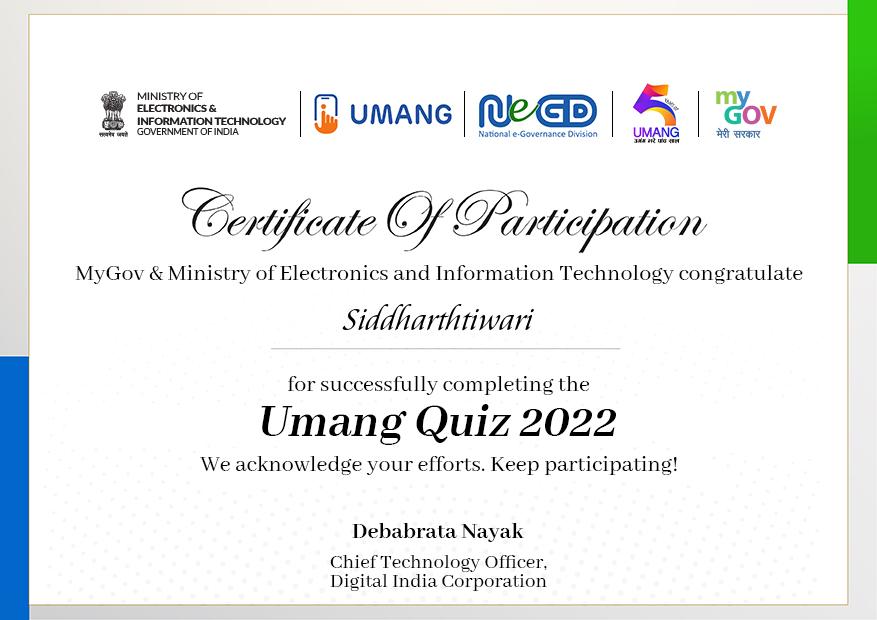 MINISTRY OF
ELECTRONICS &
INFORMATION TECHNOLOGY
GOVERNMENT OF INDIA
सत्यमेव जयते
UMANG
NeGD
National e-Governance Division
5
UMANG
उमंग भरे पांच साल
my
GOV
मेरी सरकार
Certificate Of Participation
MyGov & Ministry of Electronics and Information Technology congratulate
Siddharthtiwari
for successfully completing the
Umang Quiz 2022
We acknowledge your efforts. Keep participating!
Debabrata Nayak
Chief Technology Officer,
Digital India Corporation